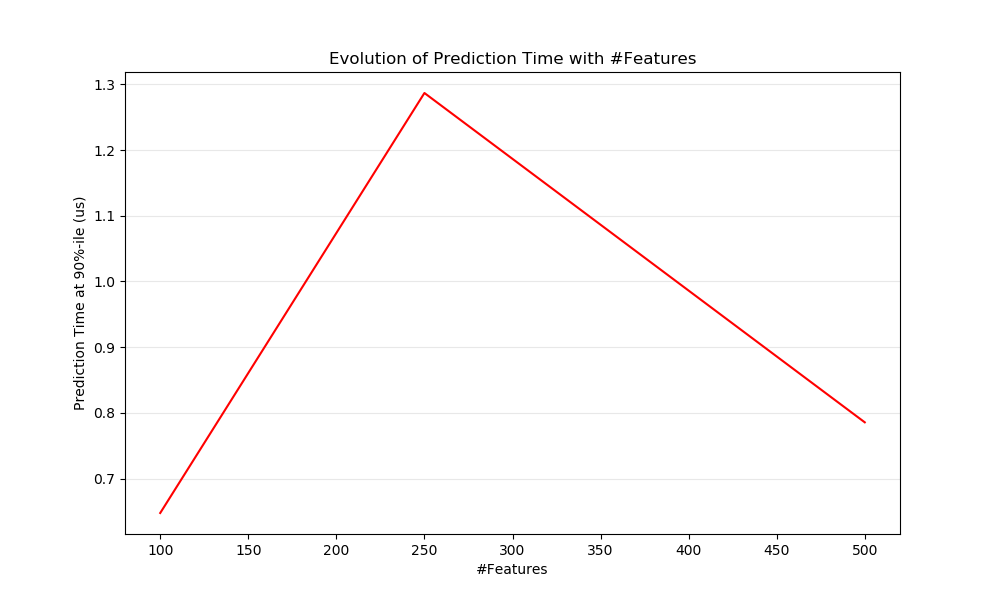 Evolution of Prediction Time with #Features
Prediction Time at 90%-ile (us)
1.3
1.2
1.1
1.0
0.9
0.8
0.7
100 150 200 250 300 350 400 450 500
#Features